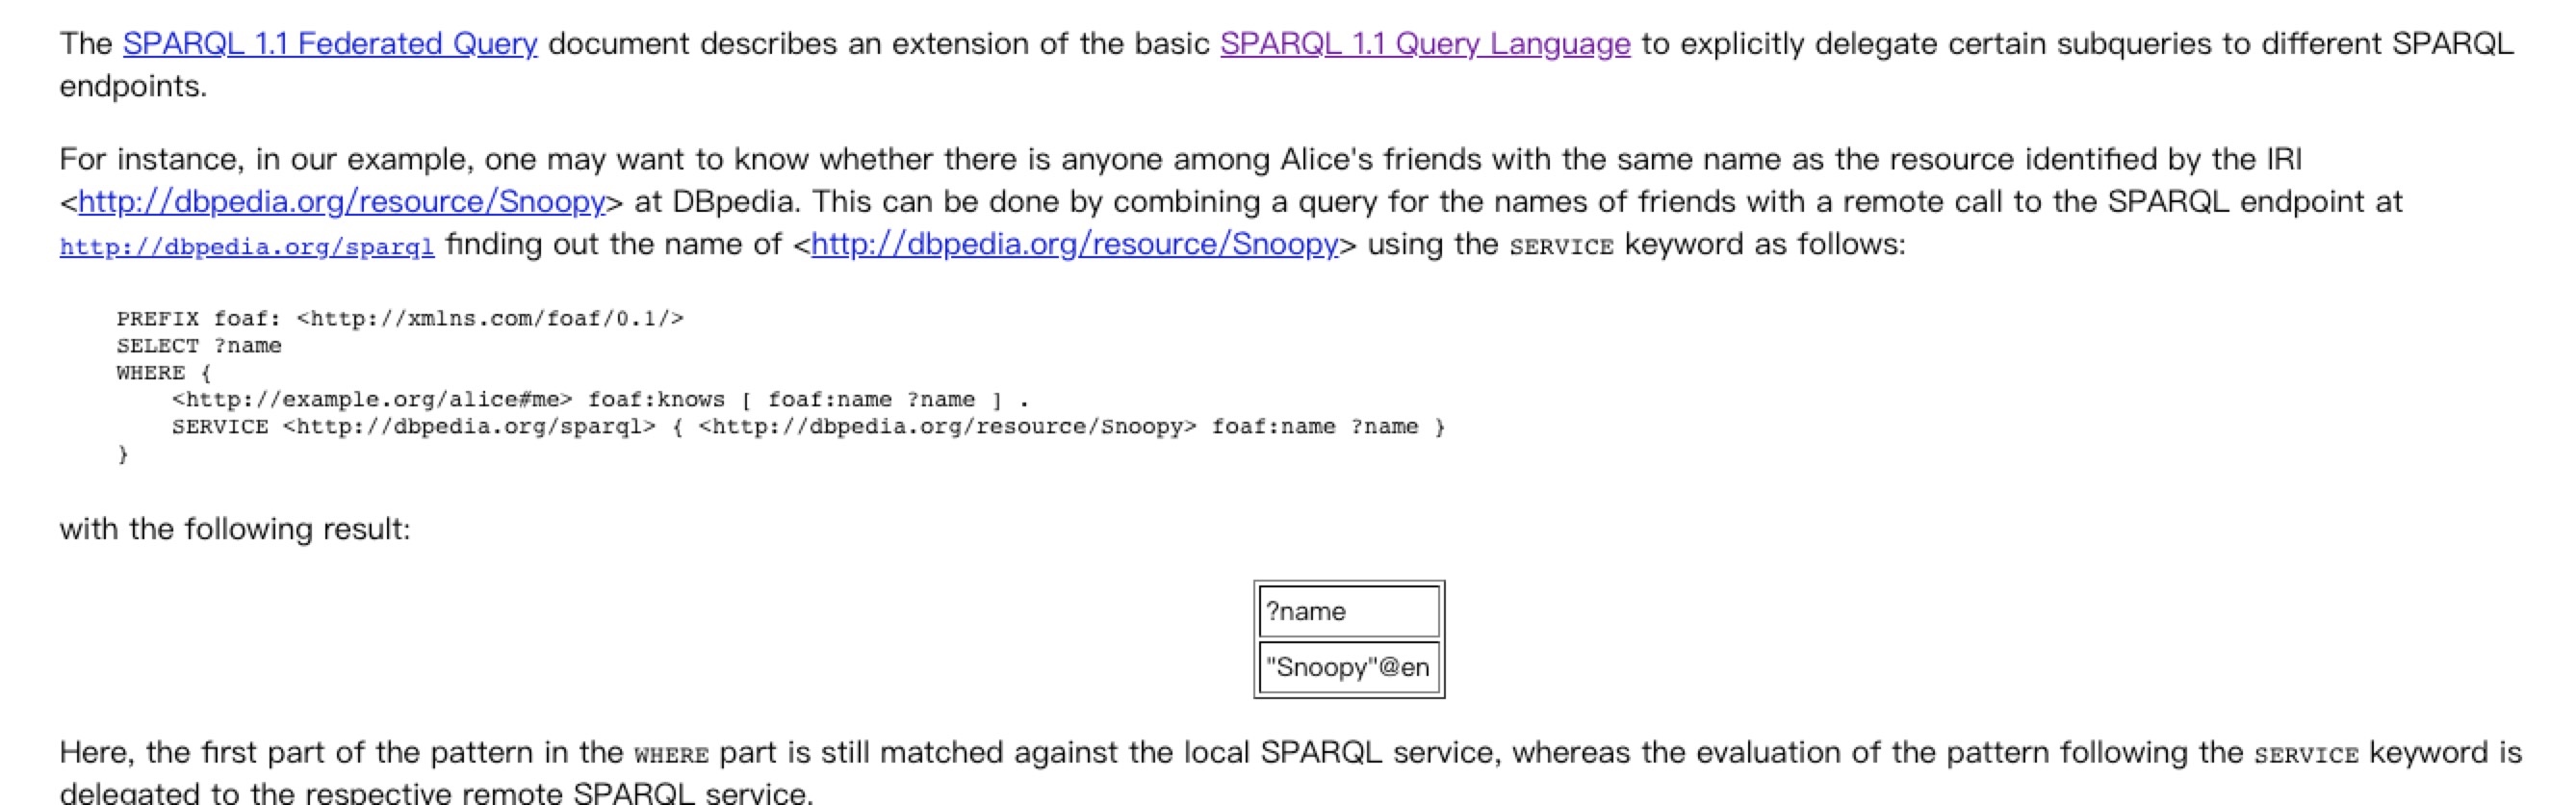 The SPARQL 1.1 Federated Query document describes an extension of the basic SPARQL 1.1 Query Language to explicitly delegate certain subqueries to different SPARQL
endpoints.
For instance, in our example, one may want to know whether there is anyone among Alice's friends with the same name as the resource identified by the IRI
<http://dbpedia.org/resource/Snoopy> at DBpedia. This can be done by combining a query for the names of friends with a remote call to the SPARQL endpoint at
http://dbpedia.org/sparql finding out the name of <http://dbpedia.org/resource/Snoopy> using the SERVICE keyword as follows:
PREFIX foaf: <http://xmlns.com/foaf/0.1/>
SELECT ?name
WHERE {
    <http://example.org/alice#me> foaf:knows [ foaf:name ?name ] .
    SERVICE <http://dbpedia.org/sparql> { <http://dbpedia.org/resource/Snoopy> foaf:name ?name }
}
with the following result:
?name
"Snoopy"@en
Here, the first part of the pattern in the WHERE part is still matched against the local SPARQL service, whereas the evaluation of the pattern following the SERVICE keyword is
delegated to the respective remote SPARQL service.